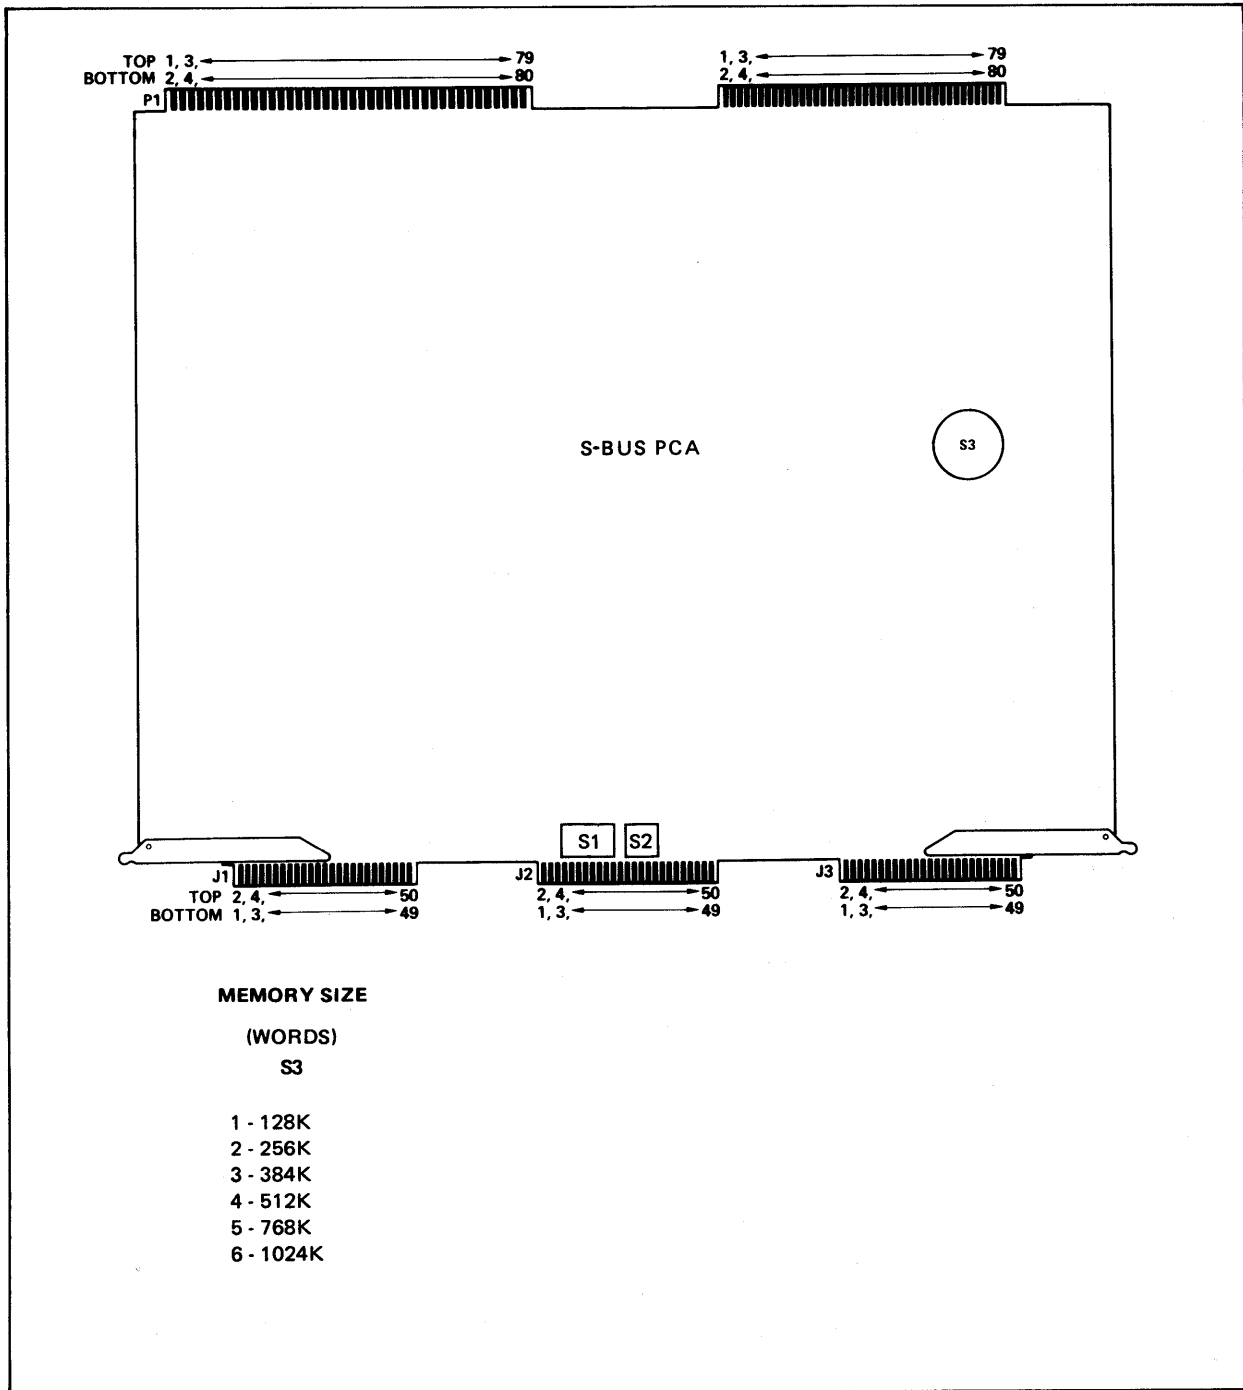 TOP 1, 3, 79 1, 3, 79
BOTTOM 2, 4, 80 2, 4, 80
P1
S-BUS PCA
S3
S1 S2
J1 J2 J3
TOP 2, 4, 50 2, 4, 50 2, 4, 50
BOTTOM 1, 3, 49 1, 3, 49 1, 3, 49
MEMORY SIZE
(WORDS)
S3
1 - 128K
2 - 256K
3 - 384K
4 - 512K
5 - 768K
6 - 1024K